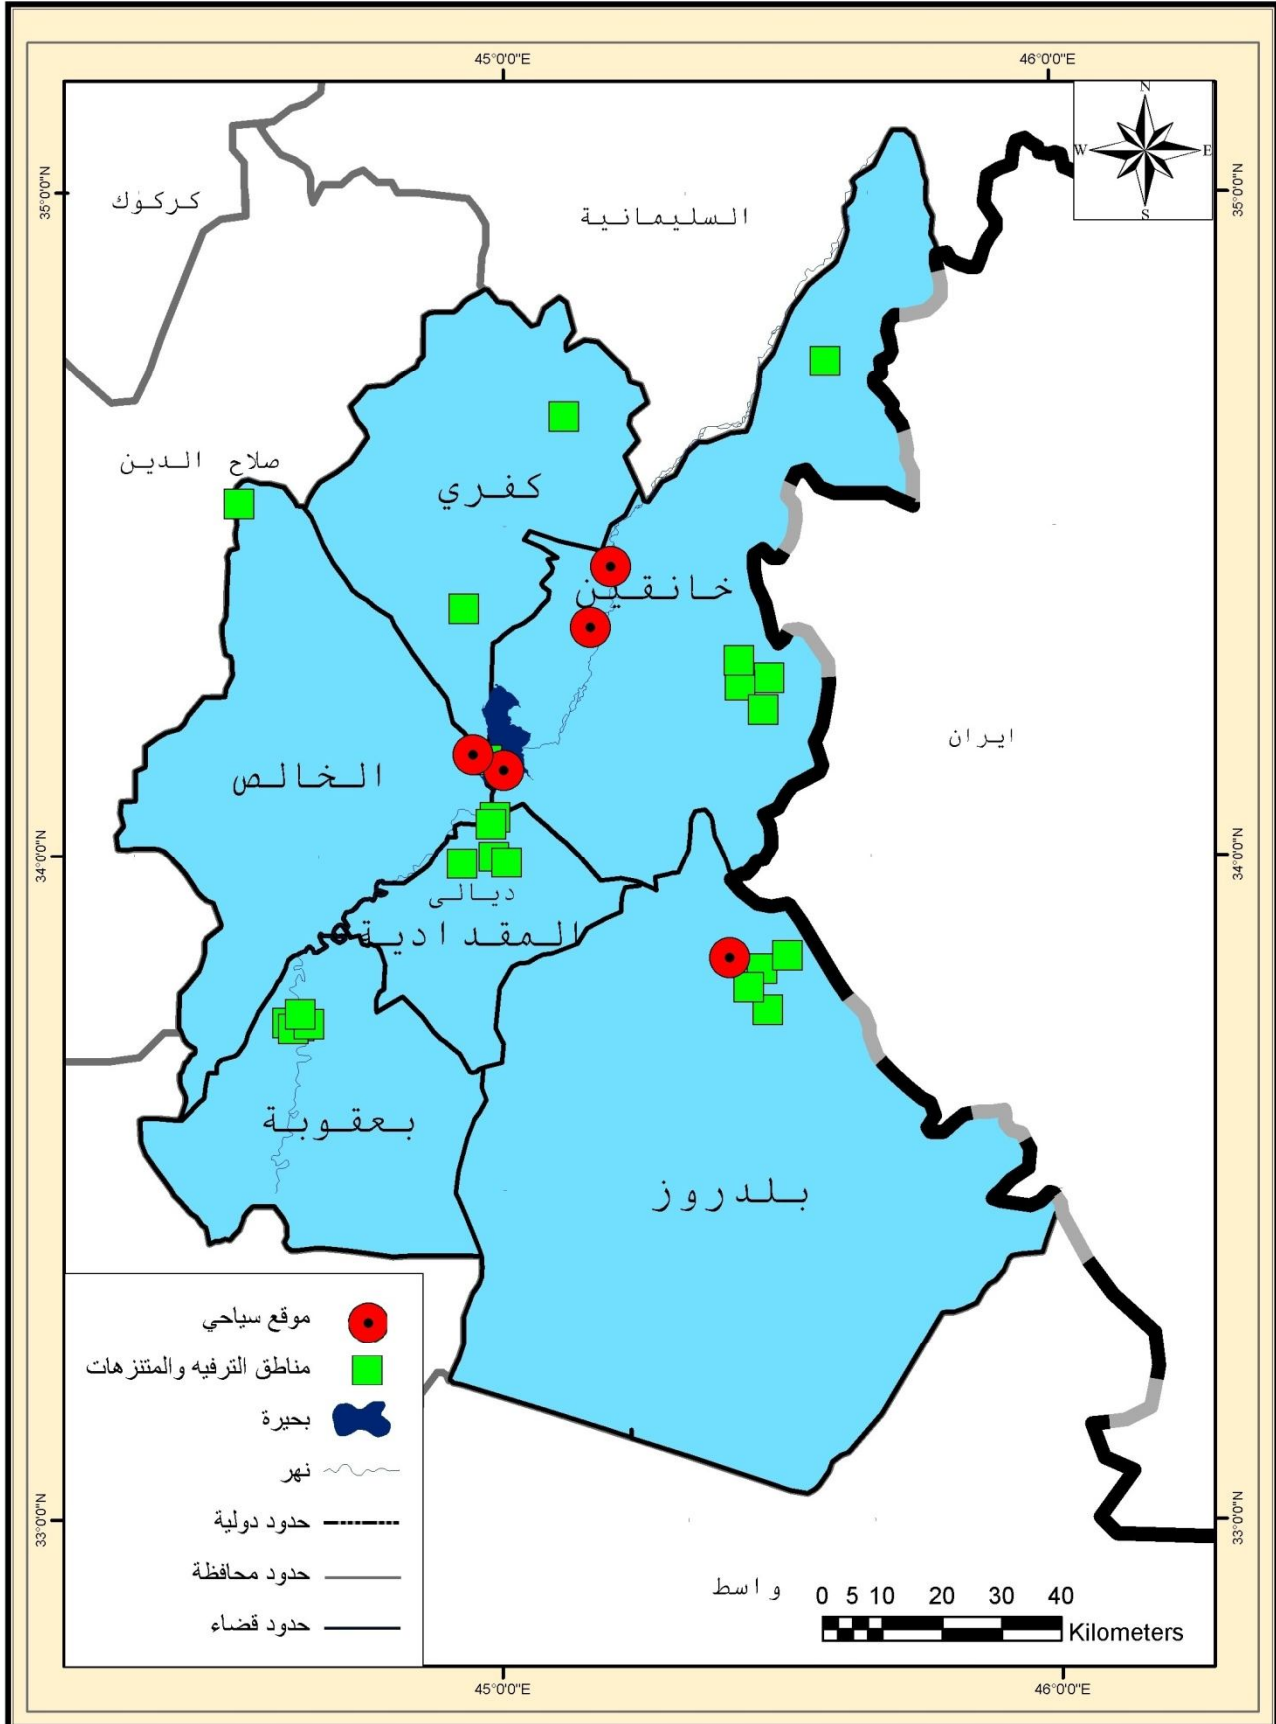 45°0'0"E
46°0'0"E
N
W
E
S
35°0'0"N
35°0'0"N
كركوك
السليمانية
صلاح الدين
كفري
خانقين
ايران
الخالص
34°0'0"N
34°0'0"N
ديالى
المقدادية
بعقوبة
بلدروز
موقع سياحي
مناطق الترفيه والمتنزهات
بحيرة
نهر
حدود دولية
حدود محافظة
حدود قضاء
33°0'0"N
33°0'0"N
واسط
0 5 10 20 30 40
Kilometers
45°0'0"E
46°0'0"E